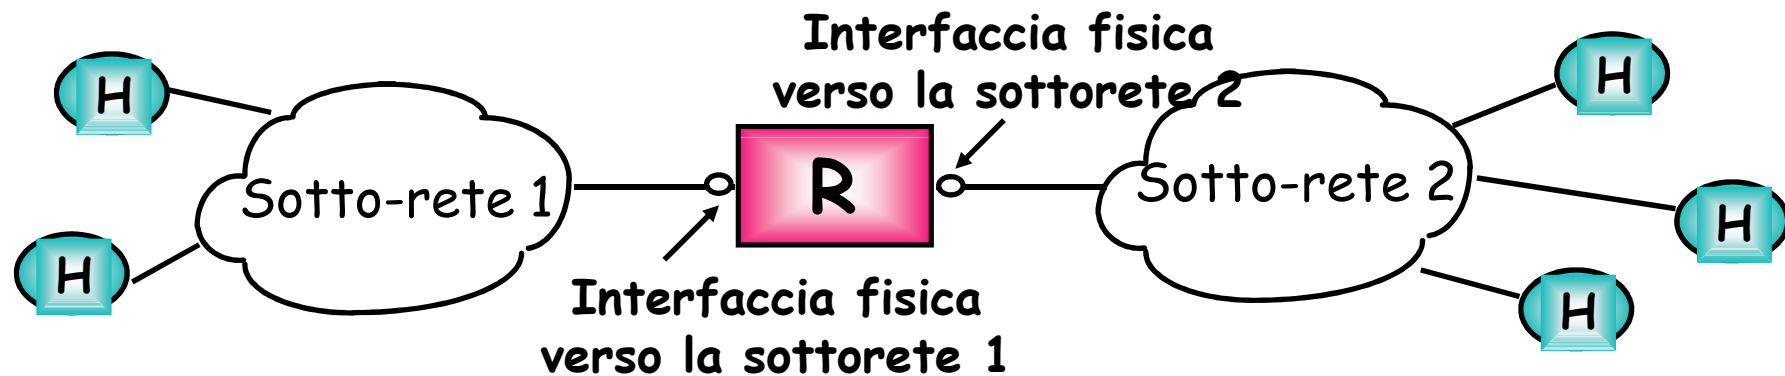 Interfaccia fisica
verso la sottorete 2
H
H
R
Sotto-rete 1
Sotto-rete 2
H
H
H
Interfaccia fisica
verso la sottorete 1